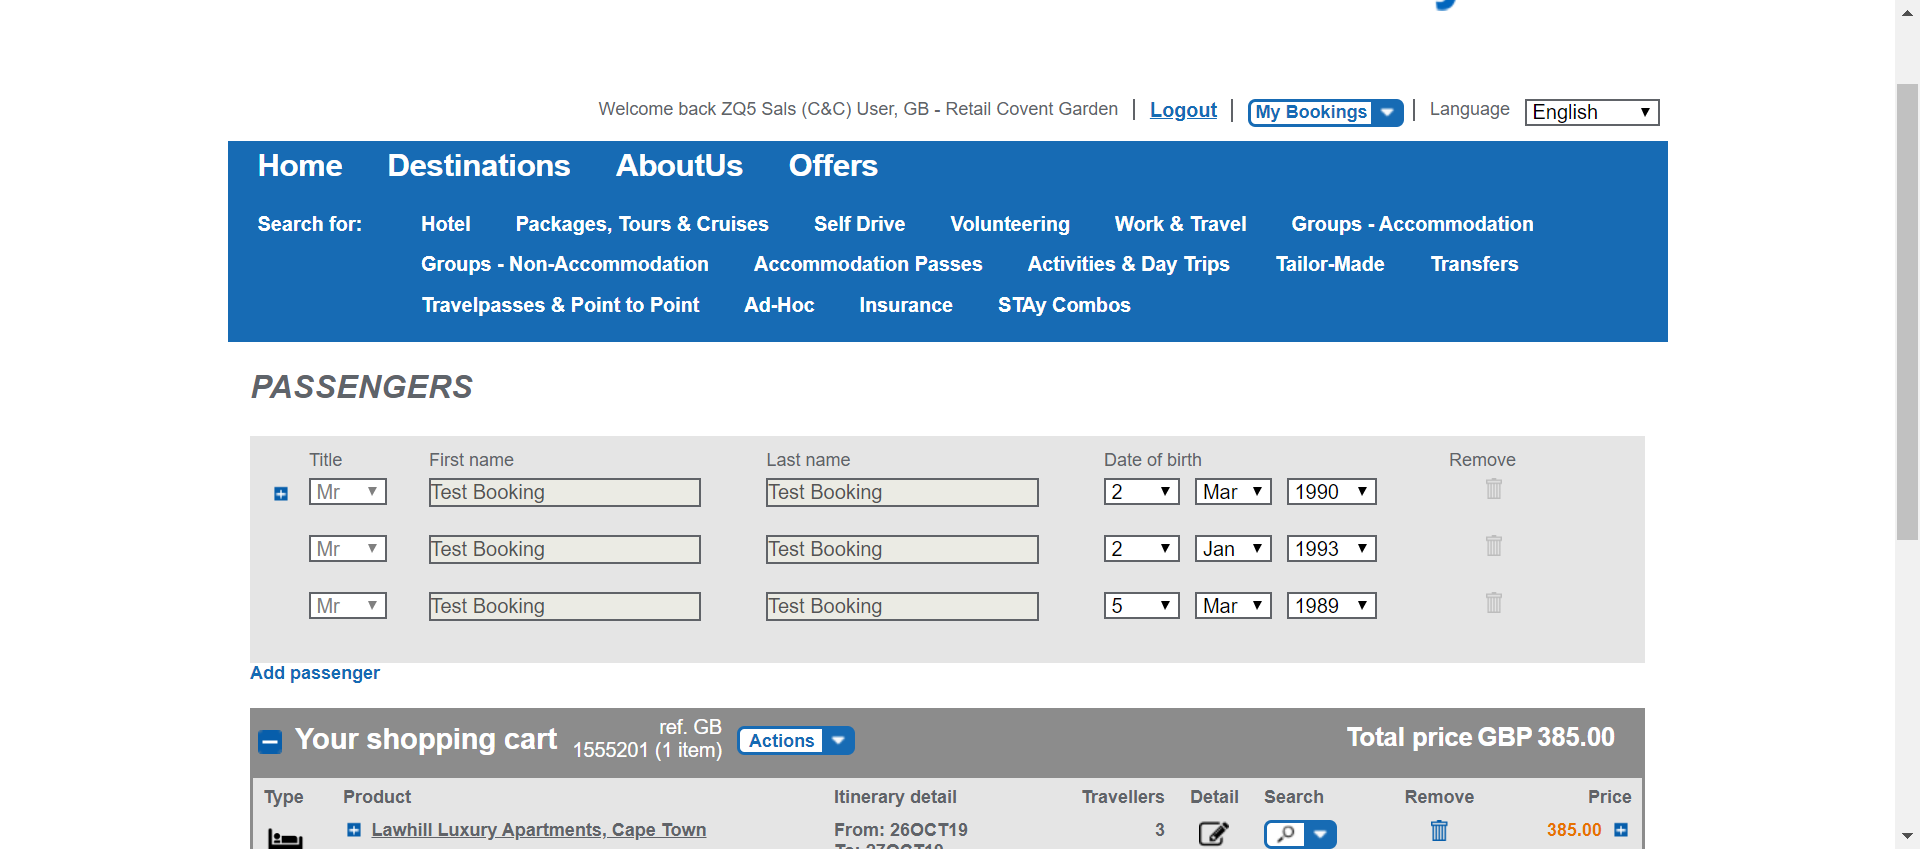 Welcome back ZQ5 Sals (C&C) User, GB - Retail Covent Garden | Logout | My Bookings | Language English
Home Destinations AboutUs Offers
Search for: Hotel Packages, Tours & Cruises Self Drive Volunteering Work & Travel Groups - Accommodation
Groups - Non-Accommodation Accommodation Passes Activities & Day Trips Tailor-Made Transfers
Travelpasses & Point to Point Ad-Hoc Insurance STAy Combos
PASSENGERS
Title First name Last name Date of birth Remove
Mr Test Booking Test Booking 2 Mar 1990
Mr Test Booking Test Booking 2 Jan 1993
Mr Test Booking Test Booking 5 Mar 1989
Add passenger
Your shopping cart ref. GB 1555201 (1 item) Actions Total price GBP 385.00
Type Product Itinerary detail Travellers Detail Search Remove Price
Lawhill Luxury Apartments, Cape Town From: 26OCT19 3 385.00
To: 27OCT19